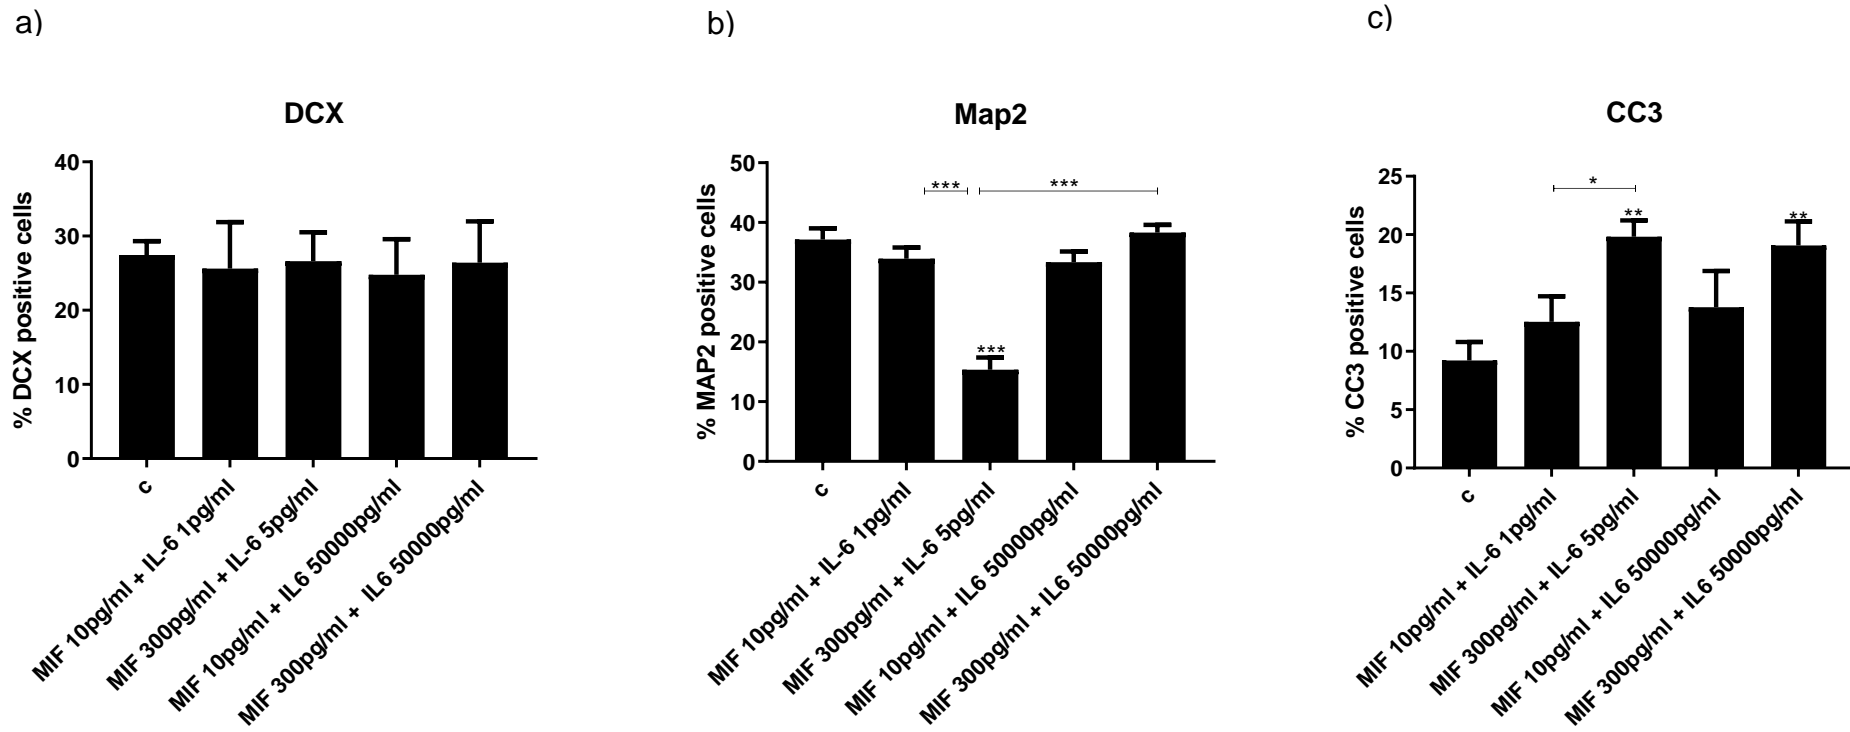 a)
DCX
% DCX positive cells
40
30
20
10
0
c
MIF 10pg/ml + IL-6 1pg/ml
MIF 300pg/ml + IL-6 5pg/ml
MIF 10pg/ml + IL6 50000pg/ml
MIF 300pg/ml + IL6 50000pg/ml
b)
Map2
% MAP2 positive cells
50
40
30
20
10
0
***
***
***
c
MIF 10pg/ml + IL-6 1pg/ml
MIF 300pg/ml + IL-6 5pg/ml
MIF 10pg/ml + IL6 50000pg/ml
MIF 300pg/ml + IL6 50000pg/ml
c)
CC3
% CC3 positive cells
25
20
15
10
5
0
*
**
**
c
MIF 10pg/ml + IL-6 1pg/ml
MIF 300pg/ml + IL-6 5pg/ml
MIF 10pg/ml + IL6 50000pg/ml
MIF 300pg/ml + IL6 50000pg/ml